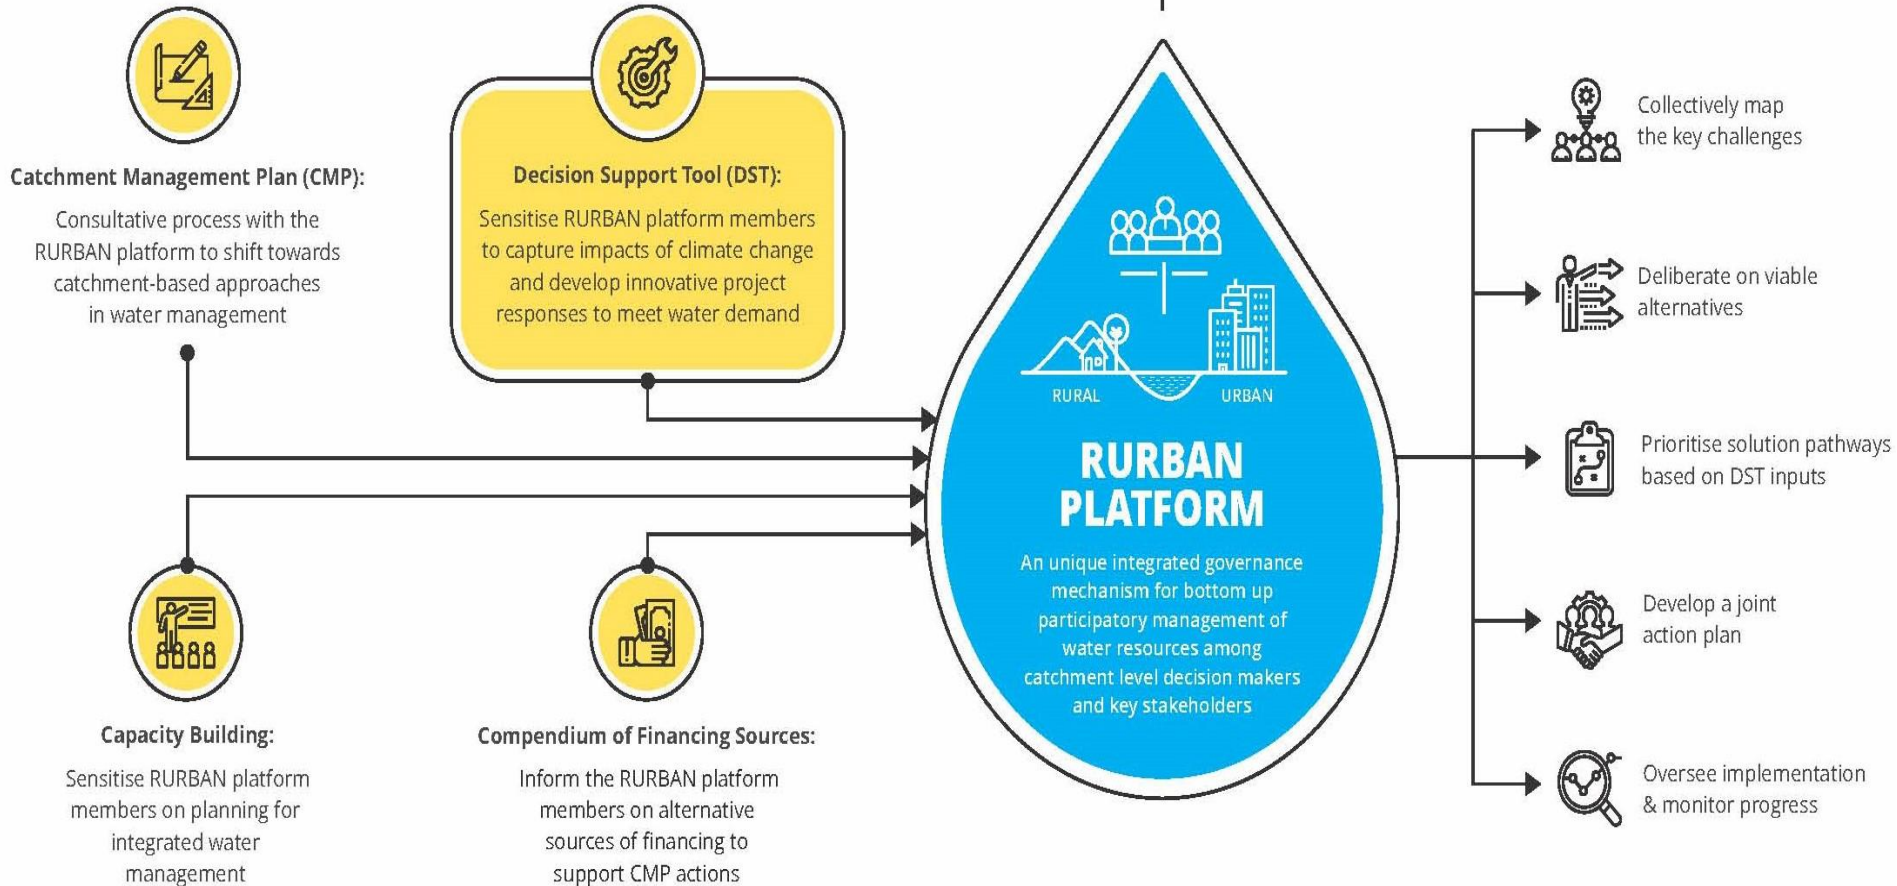 Catchment Management Plan (CMP):
Consultative process with the
RURBAN platform to shift towards
catchment-based approaches
in water management
Decision Support Tool (DST):
Sensitise RURBAN platform members
to capture impacts of climate change
and develop innovative project
responses to meet water demand
Capacity Building:
Sensitise RURBAN platform
members on planning for
integrated water
management
Compendium of Financing Sources:
Inform the RURBAN platform
members on alternative
sources of financing to
support CMP actions
RURAL
URBAN
RURBAN
PLATFORM
An unique integrated governance
mechanism for bottom up
participatory management of
water resources among
catchment level decision makers
and key stakeholders
Collectively map
the key challenges
Deliberate on viable
alternatives
Prioritise solution pathways
based on DST inputs
Develop a joint
action plan
Oversee implementation
& monitor progress